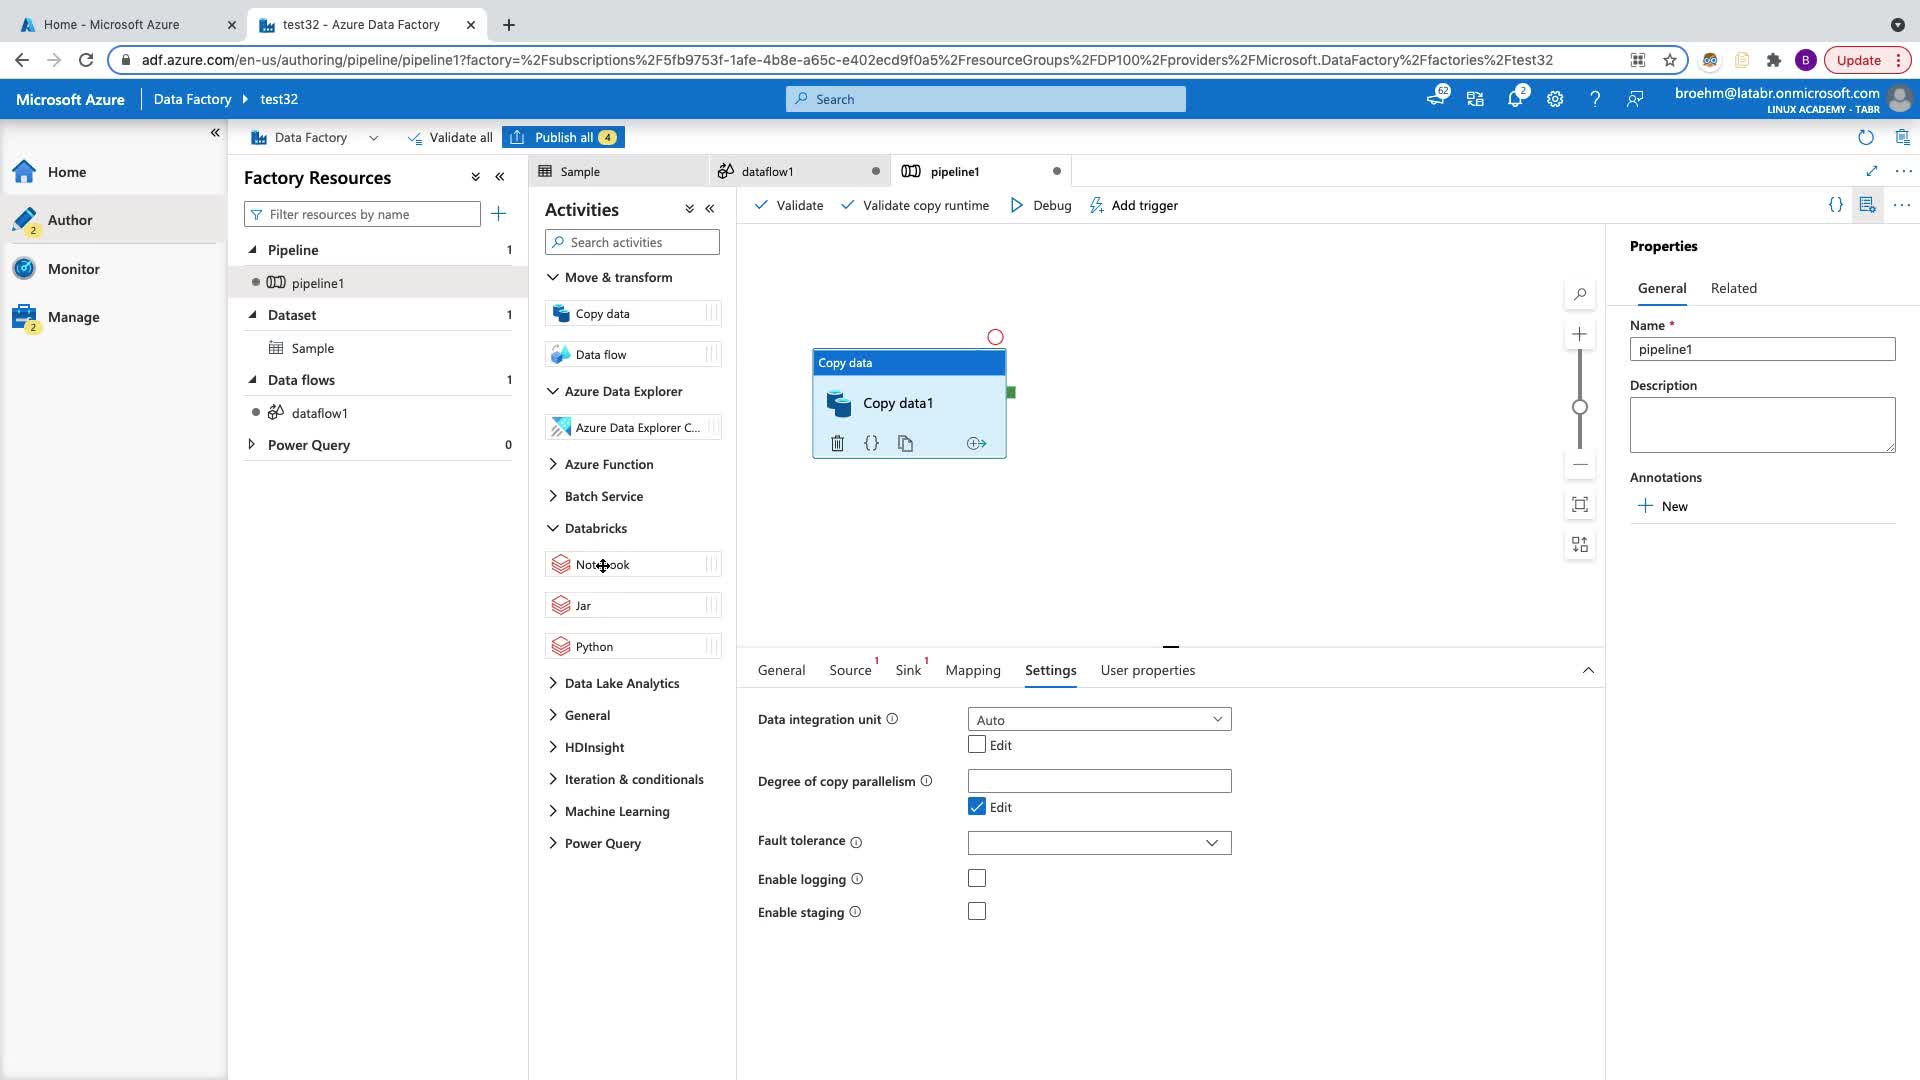 Home - Microsoft Azure
test32 - Azure Data Factory
adf.azure.com/en-us/authoring/pipeline/pipeline1?factory=%2Fsubscriptions%2F5fb9753f-1afe-4b8e-a65c-e402ecd9f0a5%2FresourceGroups%2FDP100%2Fproviders%2FMicrosoft.DataFactory%2Ffactories%2Ftest32
B
Update
Microsoft Azure
Data Factory
test32
Search
62
2
broehm@latabr.onmicrosoft.com
LINUX ACADEMY - TABR
Data Factory
Validate all
Publish all 4
Home
Author
2
Monitor
Manage
2
Factory Resources
Filter resources by name
Pipeline 1
pipeline1
Dataset 1
Sample
Data flows 1
dataflow1
Power Query 0
Sample
dataflow1
pipeline1
Activities
Search activities
Move & transform
Copy data
Data flow
Azure Data Explorer
Azure Data Explorer C...
Azure Function
Batch Service
Databricks
Notebook
Jar
Python
Data Lake Analytics
General
HDInsight
Iteration & conditionals
Machine Learning
Power Query
Validate
Validate copy runtime
Debug
Add trigger
Copy data
Copy data1
General
Source 1
Sink 1
Mapping
Settings
User properties
Data integration unit
Auto
Edit
Degree of copy parallelism
Edit
Fault tolerance
Enable logging
Enable staging
Properties
General
Related
Name *
pipeline1
Description
Annotations
New